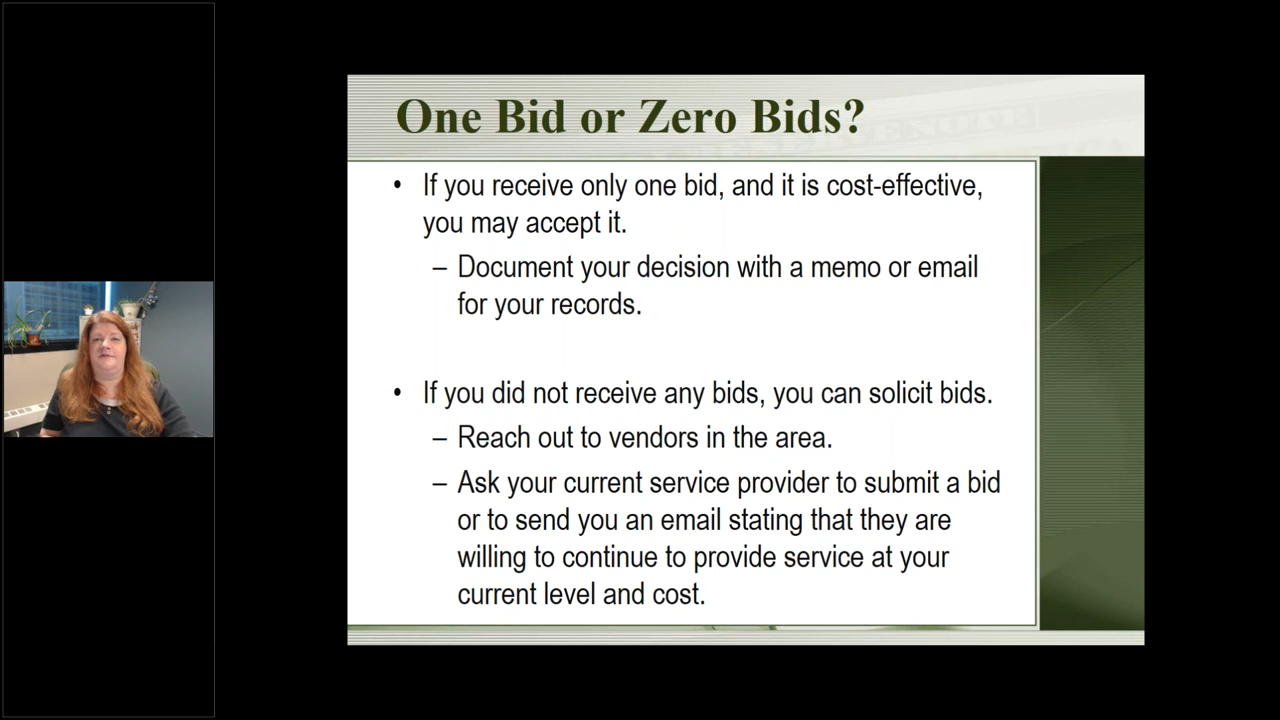 One Bid or Zero Bids?
• If you receive only one bid, and it is cost-effective,
you may accept it.
– Document your decision with a memo or email
for your records.
• If you did not receive any bids, you can solicit bids.
– Reach out to vendors in the area.
– Ask your current service provider to submit a bid
or to send you an email stating that they are
willing to continue to provide service at your
current level and cost.